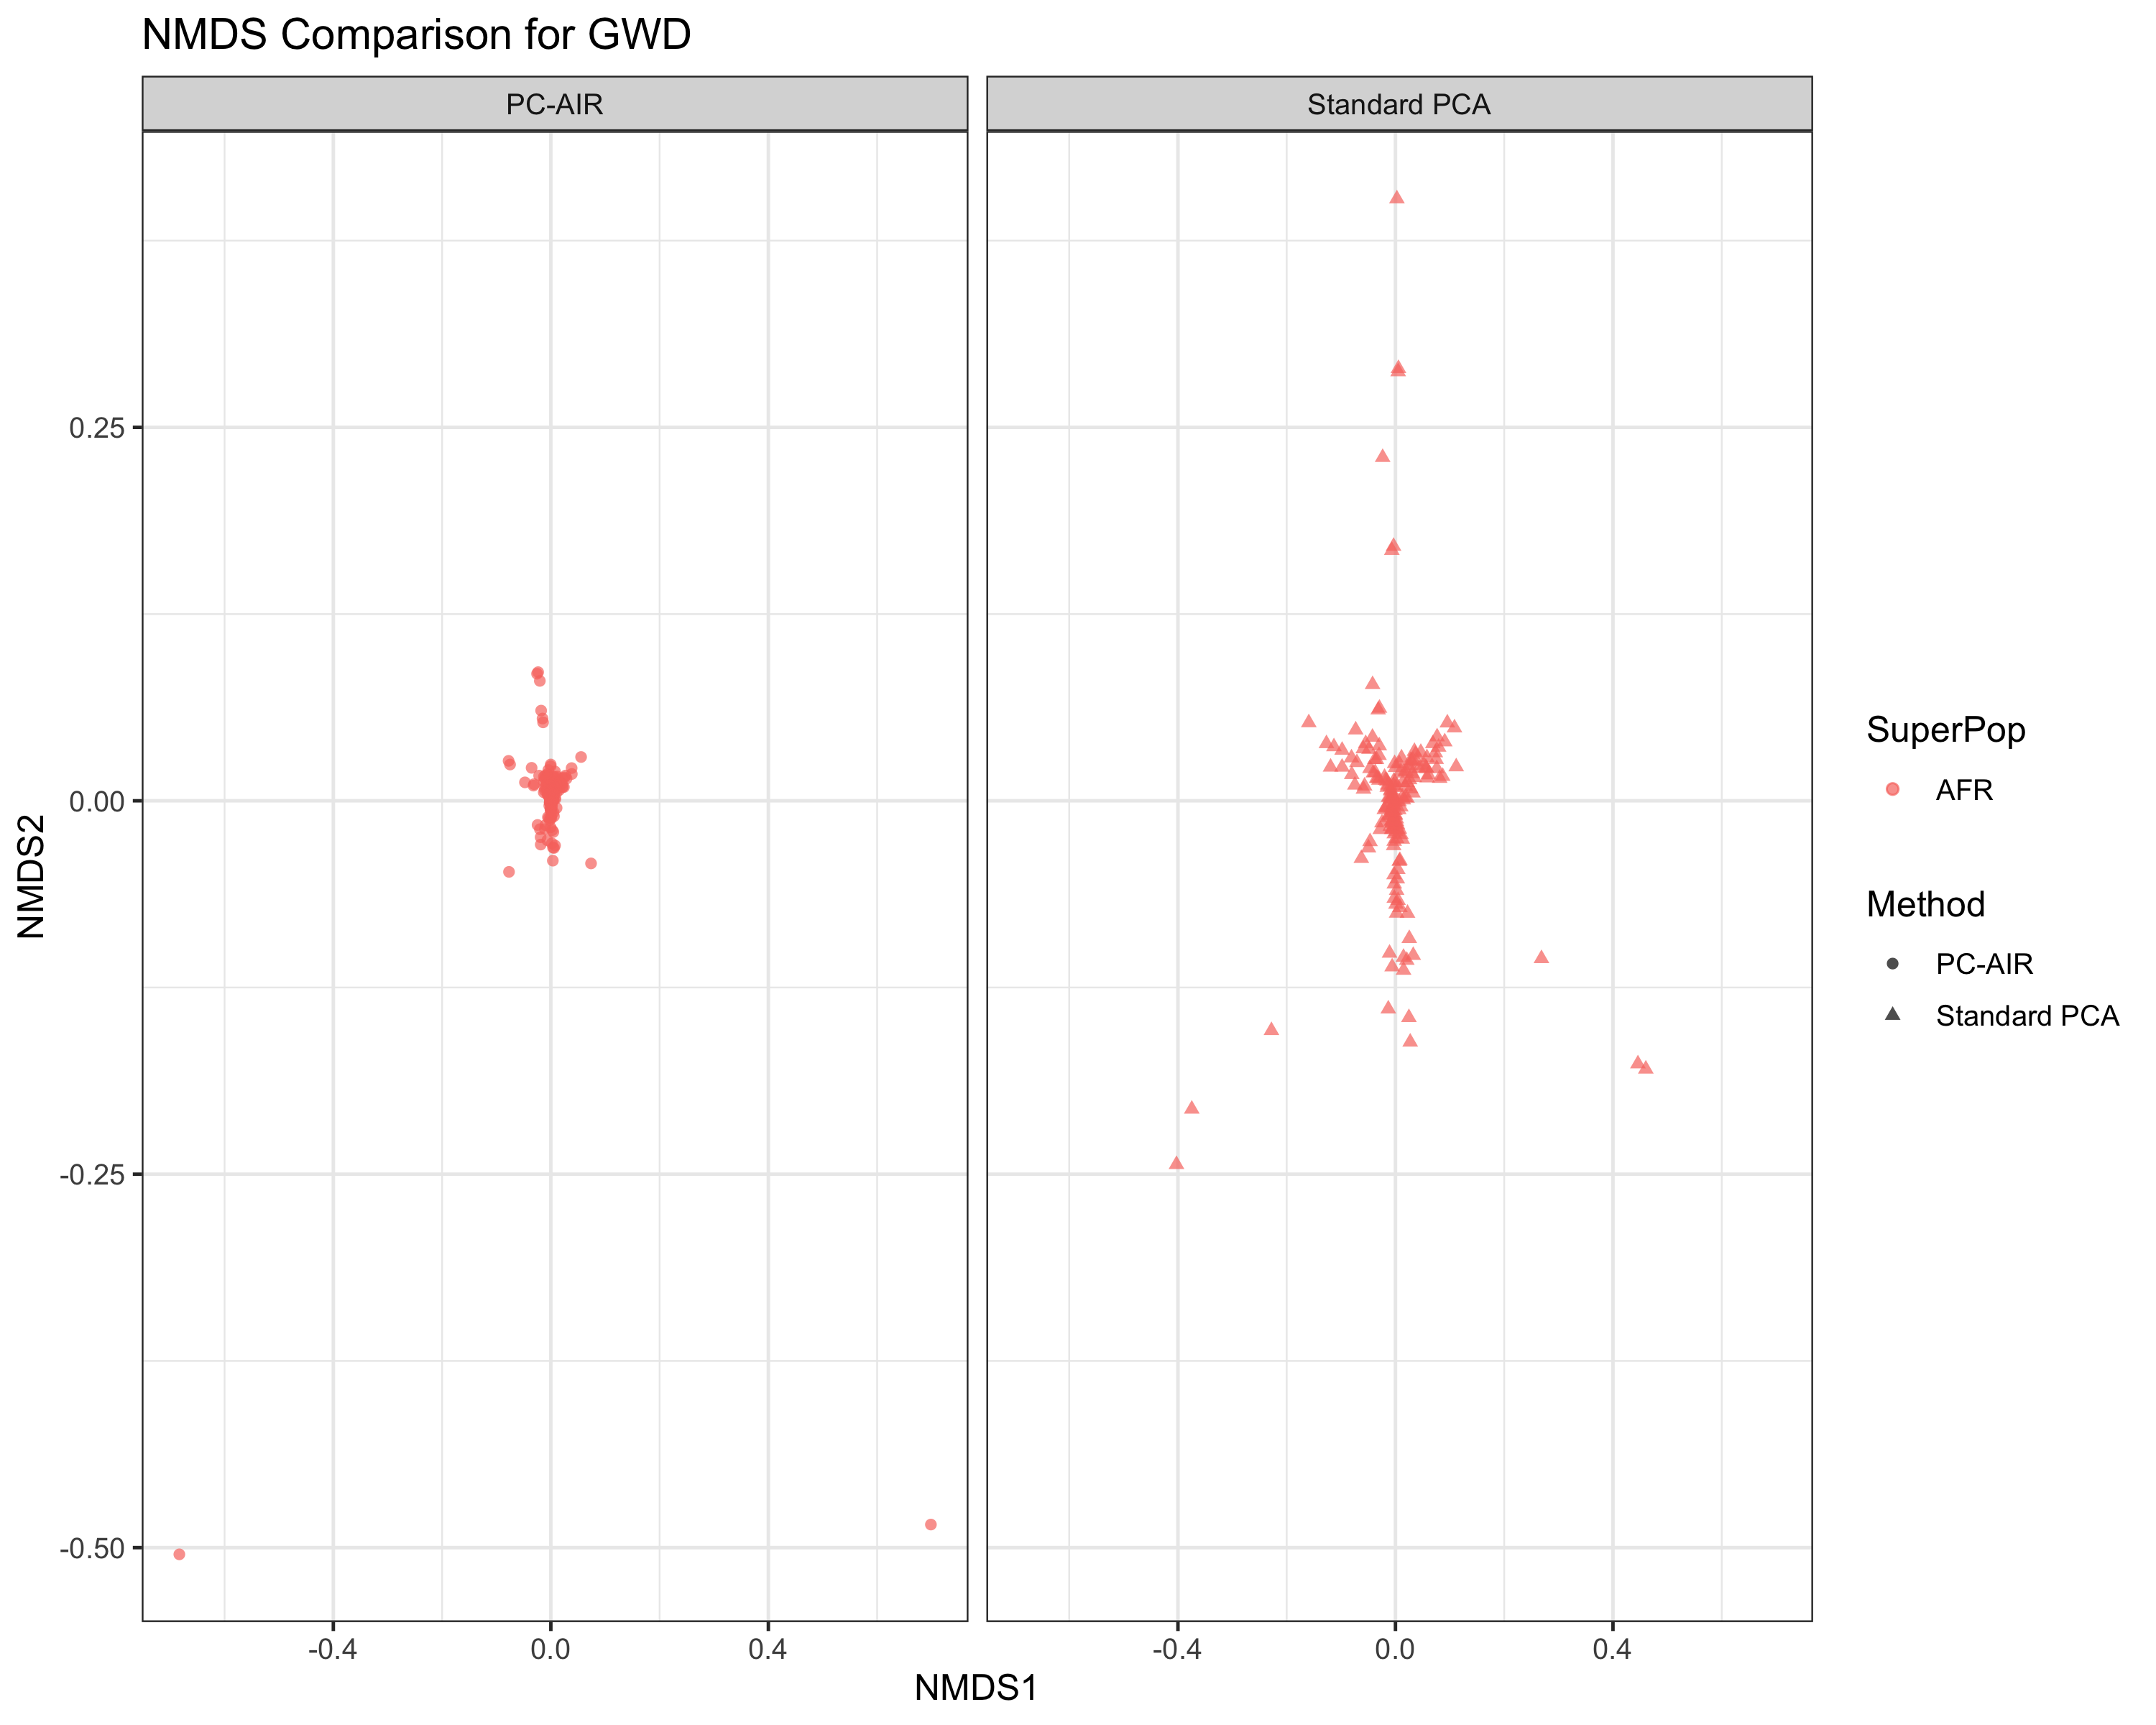 NMDS Comparison for GWD
PC-AIR
Standard PCA
0.25
0.00
-0.25
-0.50
NMDS2
-0.4
0.0
0.4
-0.4
0.0
0.4
NMDS1
SuperPop
AFR
Method
PC-AIR
Standard PCA